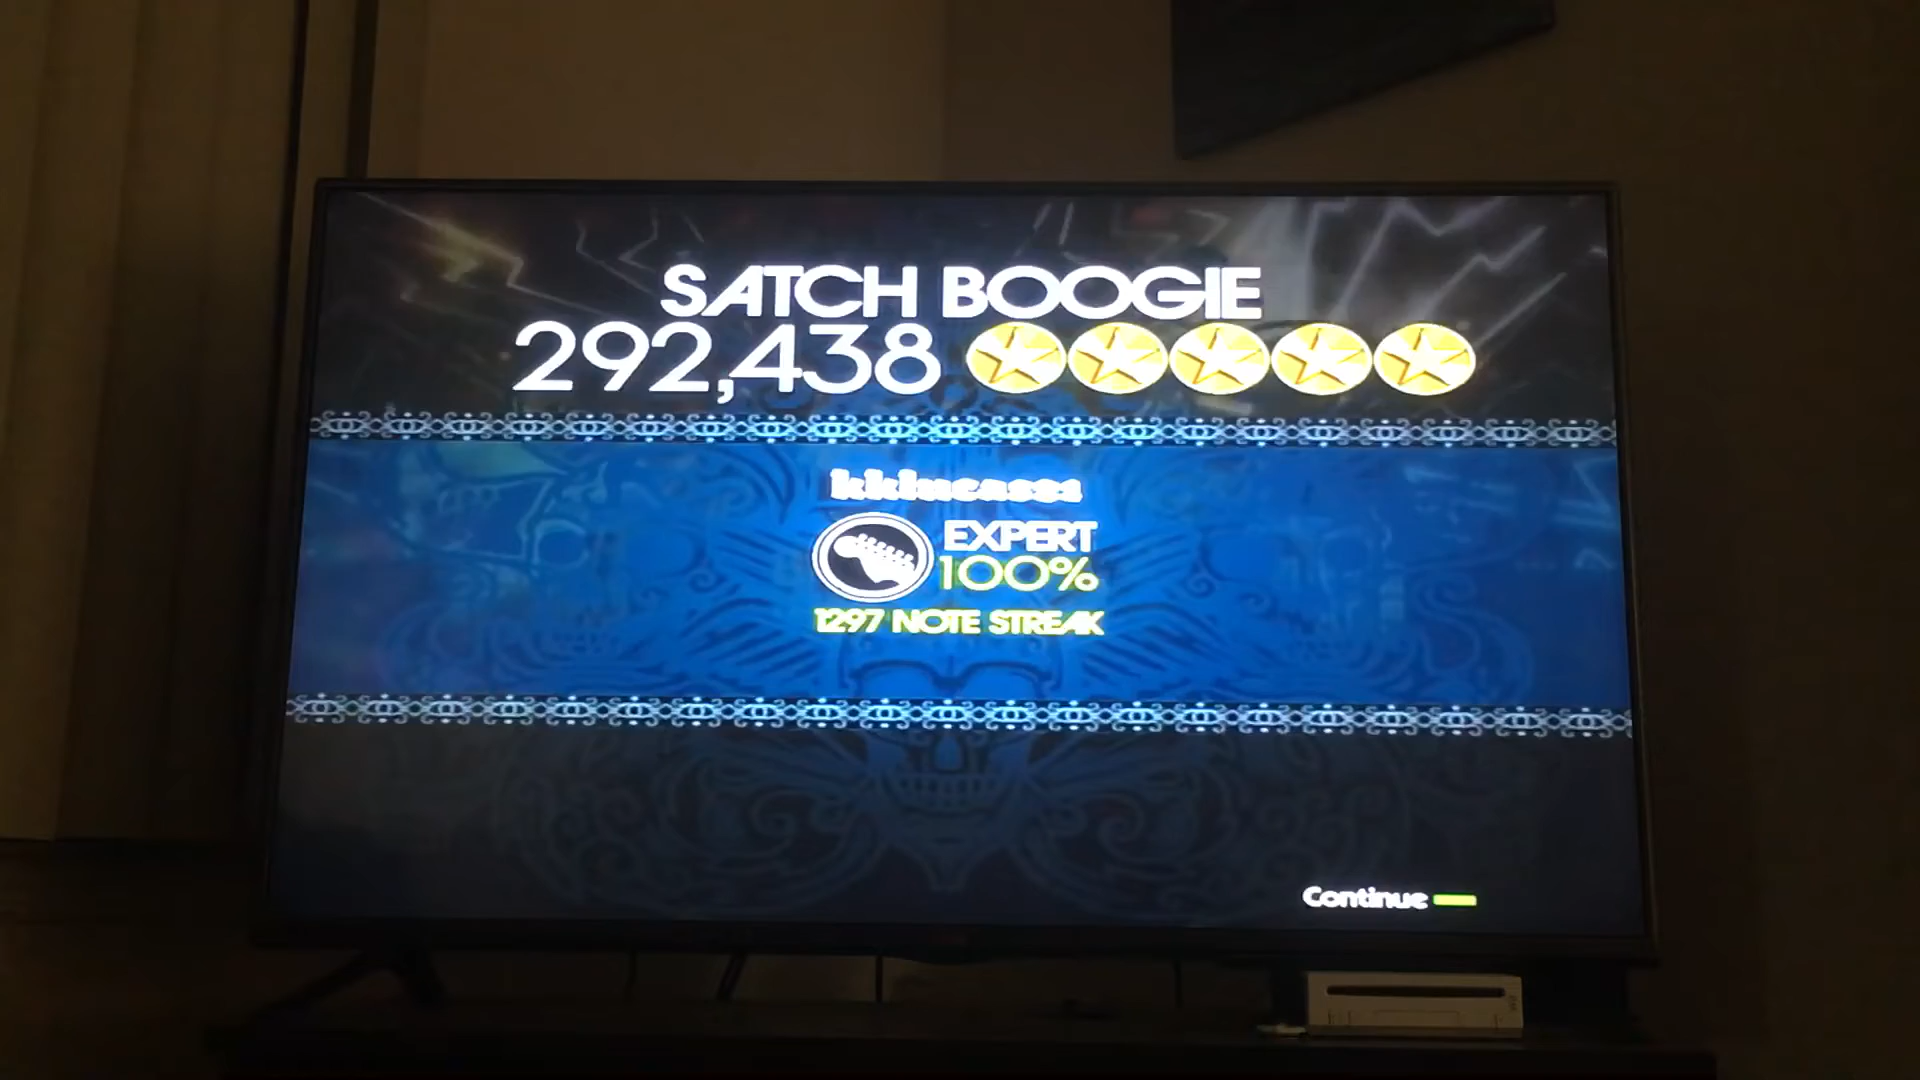 SATCH BOOGIE
292,438
EXPERT
100%
1297 NOTE STREAK
Continue